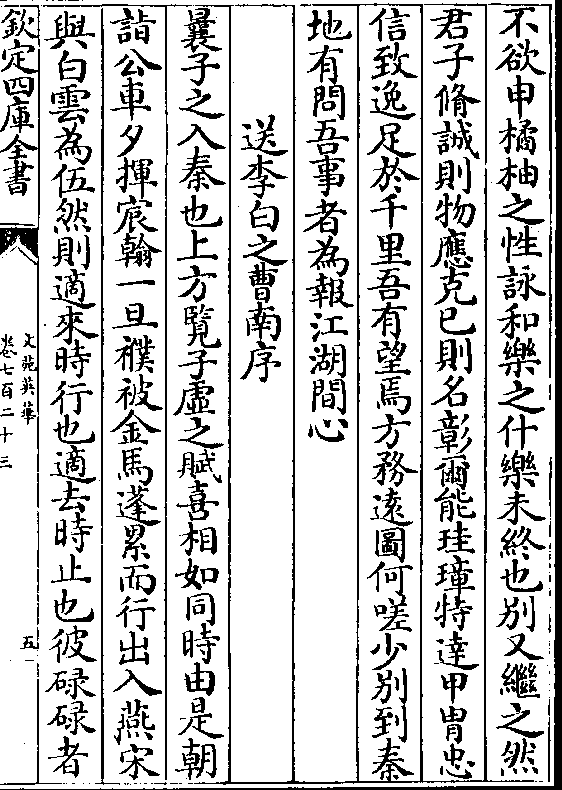 不欲申橘柚之性詠和樂之什樂未終也别又繼之然
君子脩誠則物應克已則名彰爾能珪璋特達甲胄忠
信致逸足於千里吾有望焉方務遠圖何嗟少别到秦
地有問吾事者為報江湖間心
送李白之曹南序
曩子之入秦也上方覽子虛之賦喜相如同時由是朝
詣公車夕揮宸翰一旦襆被金馬蓬累而行出入燕宋
與白雲為伍然則適來時行也適去時止也彼碌碌者
欽定四庫全書
文苑英華
卷七百二十三
五